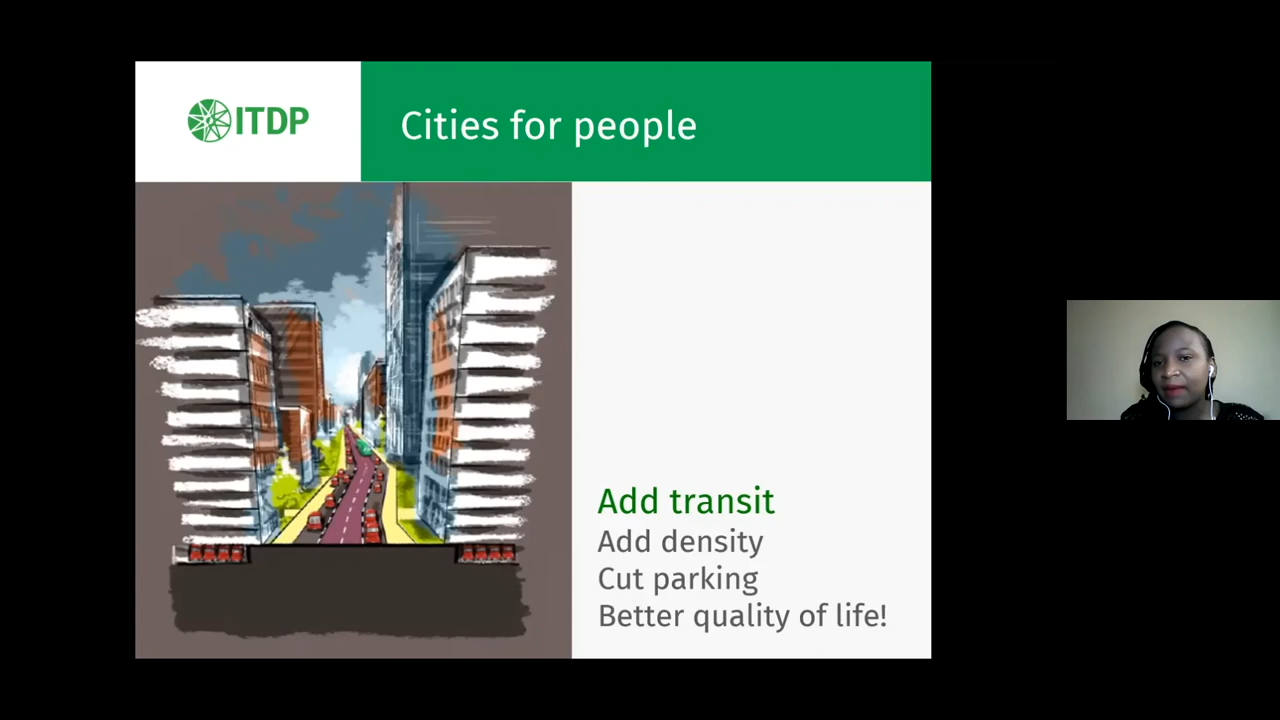 ITDP
Cities for people
Add transit
Add density
Cut parking
Better quality of life!